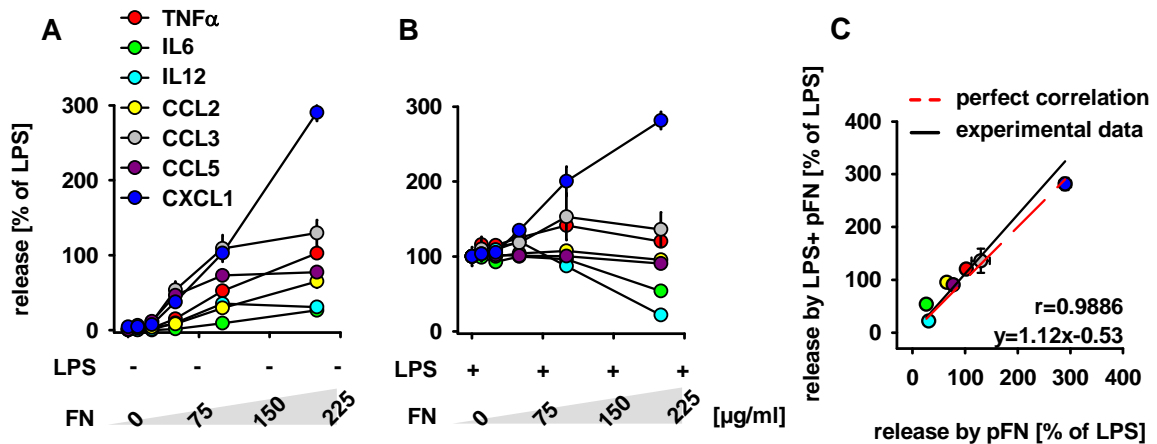 A
TNFα
IL6
IL12
CCL2
CCL3
CCL5
CXCL1
release [% of LPS]
300
200
100
0
LPS
- - - -
FN
0 75 150 225
B
300
200
100
0
+ + + +
0 75 150 225
[µg/ml]
C
perfect correlation
experimental data
release by LPS+ pFN [% of LPS]
400
300
200
100
0
r=0.9886
y=1.12x-0.53
0 100 200 300 400
release by pFN [% of LPS]